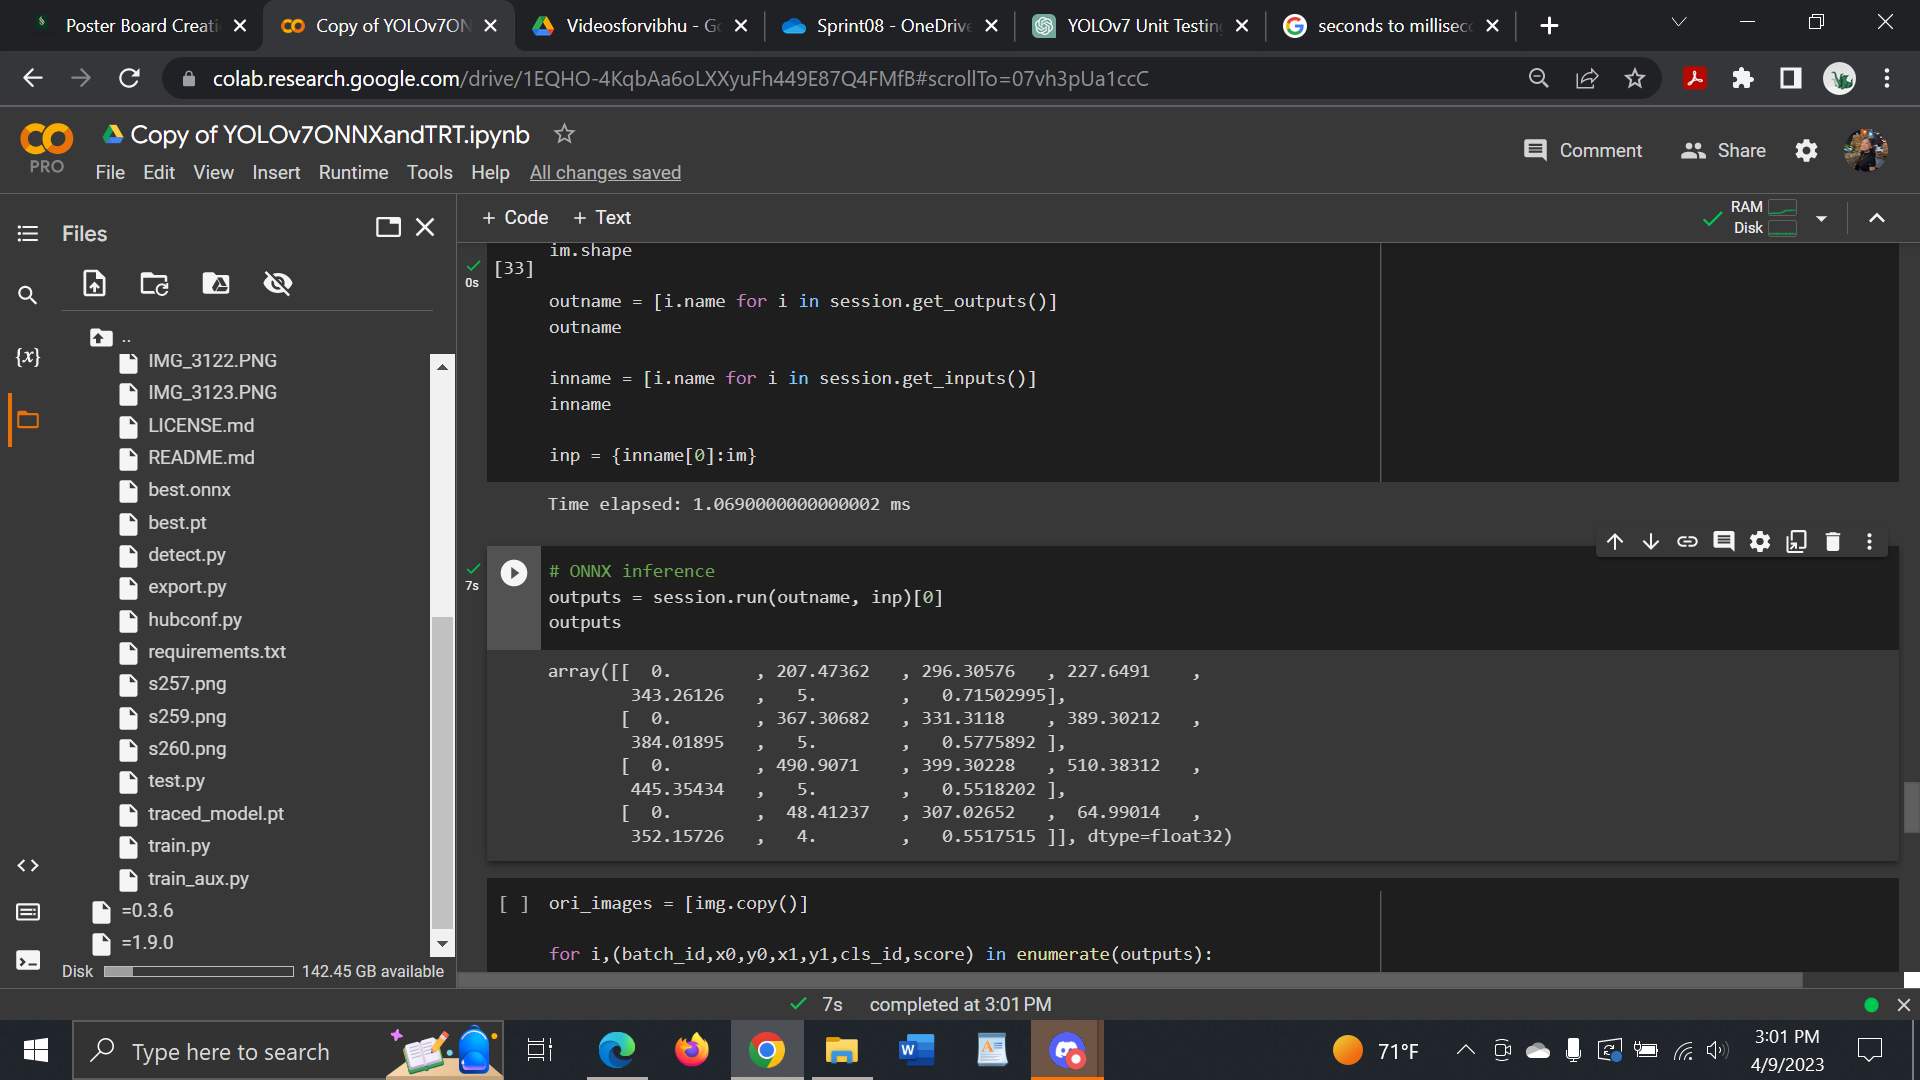 Poster Board Creati
Copy of YOLOv7ON
Videosforvibhu - Go
Sprint08 - OneDrive
YOLOv7 Unit Testing
seconds to millisecc
colab.research.google.com/drive/1EQHO-4KqbAa6oLXXyuFh449E87Q4FMfB#scrollTo=07vh3pUa1ccC
PRO
Copy of YOLOv7ONNXandTRT.ipynb
Comment
Share
File Edit View Insert Runtime Tools Help All changes saved
Files
+ Code + Text
RAM
Disk
..
IMG_3122.PNG
IMG_3123.PNG
LICENSE.md
README.md
best.onnx
best.pt
detect.py
export.py
hubconf.py
requirements.txt
s257.png
s259.png
s260.png
test.py
traced_model.pt
train.py
train_aux.py
=0.3.6
=1.9.0
Disk 142.45 GB available
{x}
0s
[33]
im.shape
outname = [i.name for i in session.get_outputs()]
outname
inname = [i.name for i in session.get_inputs()]
inname
inp = {inname[0]:im}
Time elapsed: 1.0690000000000002 ms
7s
# ONNX inference
outputs = session.run(outname, inp)[0]
outputs
array([[ 0. , 207.47362 , 296.30576 , 227.6491 ,
343.26126 , 5. , 0.71502995],
[ 0. , 367.30682 , 331.3118 , 389.30212 ,
384.01895 , 5. , 0.5775892 ],
[ 0. , 490.9071 , 399.30228 , 510.38312 ,
445.35434 , 5. , 0.5518202 ],
[ 0. , 48.41237 , 307.02652 , 64.99014 ,
352.15726 , 4. , 0.5517515 ]], dtype=float32)
[ ] ori_images = [img.copy()]
for i,(batch_id,x0,y0,x1,y1,cls_id,score) in enumerate(outputs):
7s completed at 3:01 PM
Type here to search
71°F
3:01 PM
4/9/2023